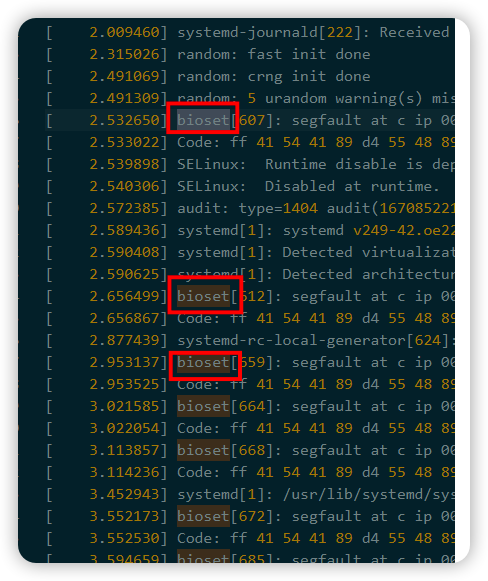 [    2.009460] systemd-journald[222]: Received
[    2.315026] random: fast init done
[    2.491069] random: crng init done
[    2.491309] random: 5 urandom warning(s) mis
[    2.532650] bioset[607]: segfault at c ip 00
[    2.533022] Code: ff 41 54 41 89 d4 55 48 89
[    2.539898] SELinux:  Runtime disable is dep
[    2.540306] SELinux:  Disabled at runtime.
[    2.572385] audit: type=1404 audit(167085221
[    2.589436] systemd[1]: systemd v249-42.oe22
[    2.590408] systemd[1]: Detected virtualizat
[    2.590625] systemd[1]: Detected architectur
[    2.656499] bioset[612]: segfault at c ip 00
[    2.656867] Code: ff 41 54 41 89 d4 55 48 89
[    2.877439] systemd-rc-local-generator[624]:
[    2.953137] bioset[659]: segfault at c ip 00
[    2.953525] Code: ff 41 54 41 89 d4 55 48 89
[    3.021585] bioset[664]: segfault at c ip 00
[    3.022054] Code: ff 41 54 41 89 d4 55 48 89
[    3.113857] bioset[668]: segfault at c ip 00
[    3.114236] Code: ff 41 54 41 89 d4 55 48 89
[    3.452943] systemd[1]: /usr/lib/systemd/sys
[    3.552173] bioset[672]: segfault at c ip 00
[    3.552530] Code: ff 41 54 41 89 d4 55 48 89
[    3.594659] bioset[685]: segfault at c ip 00